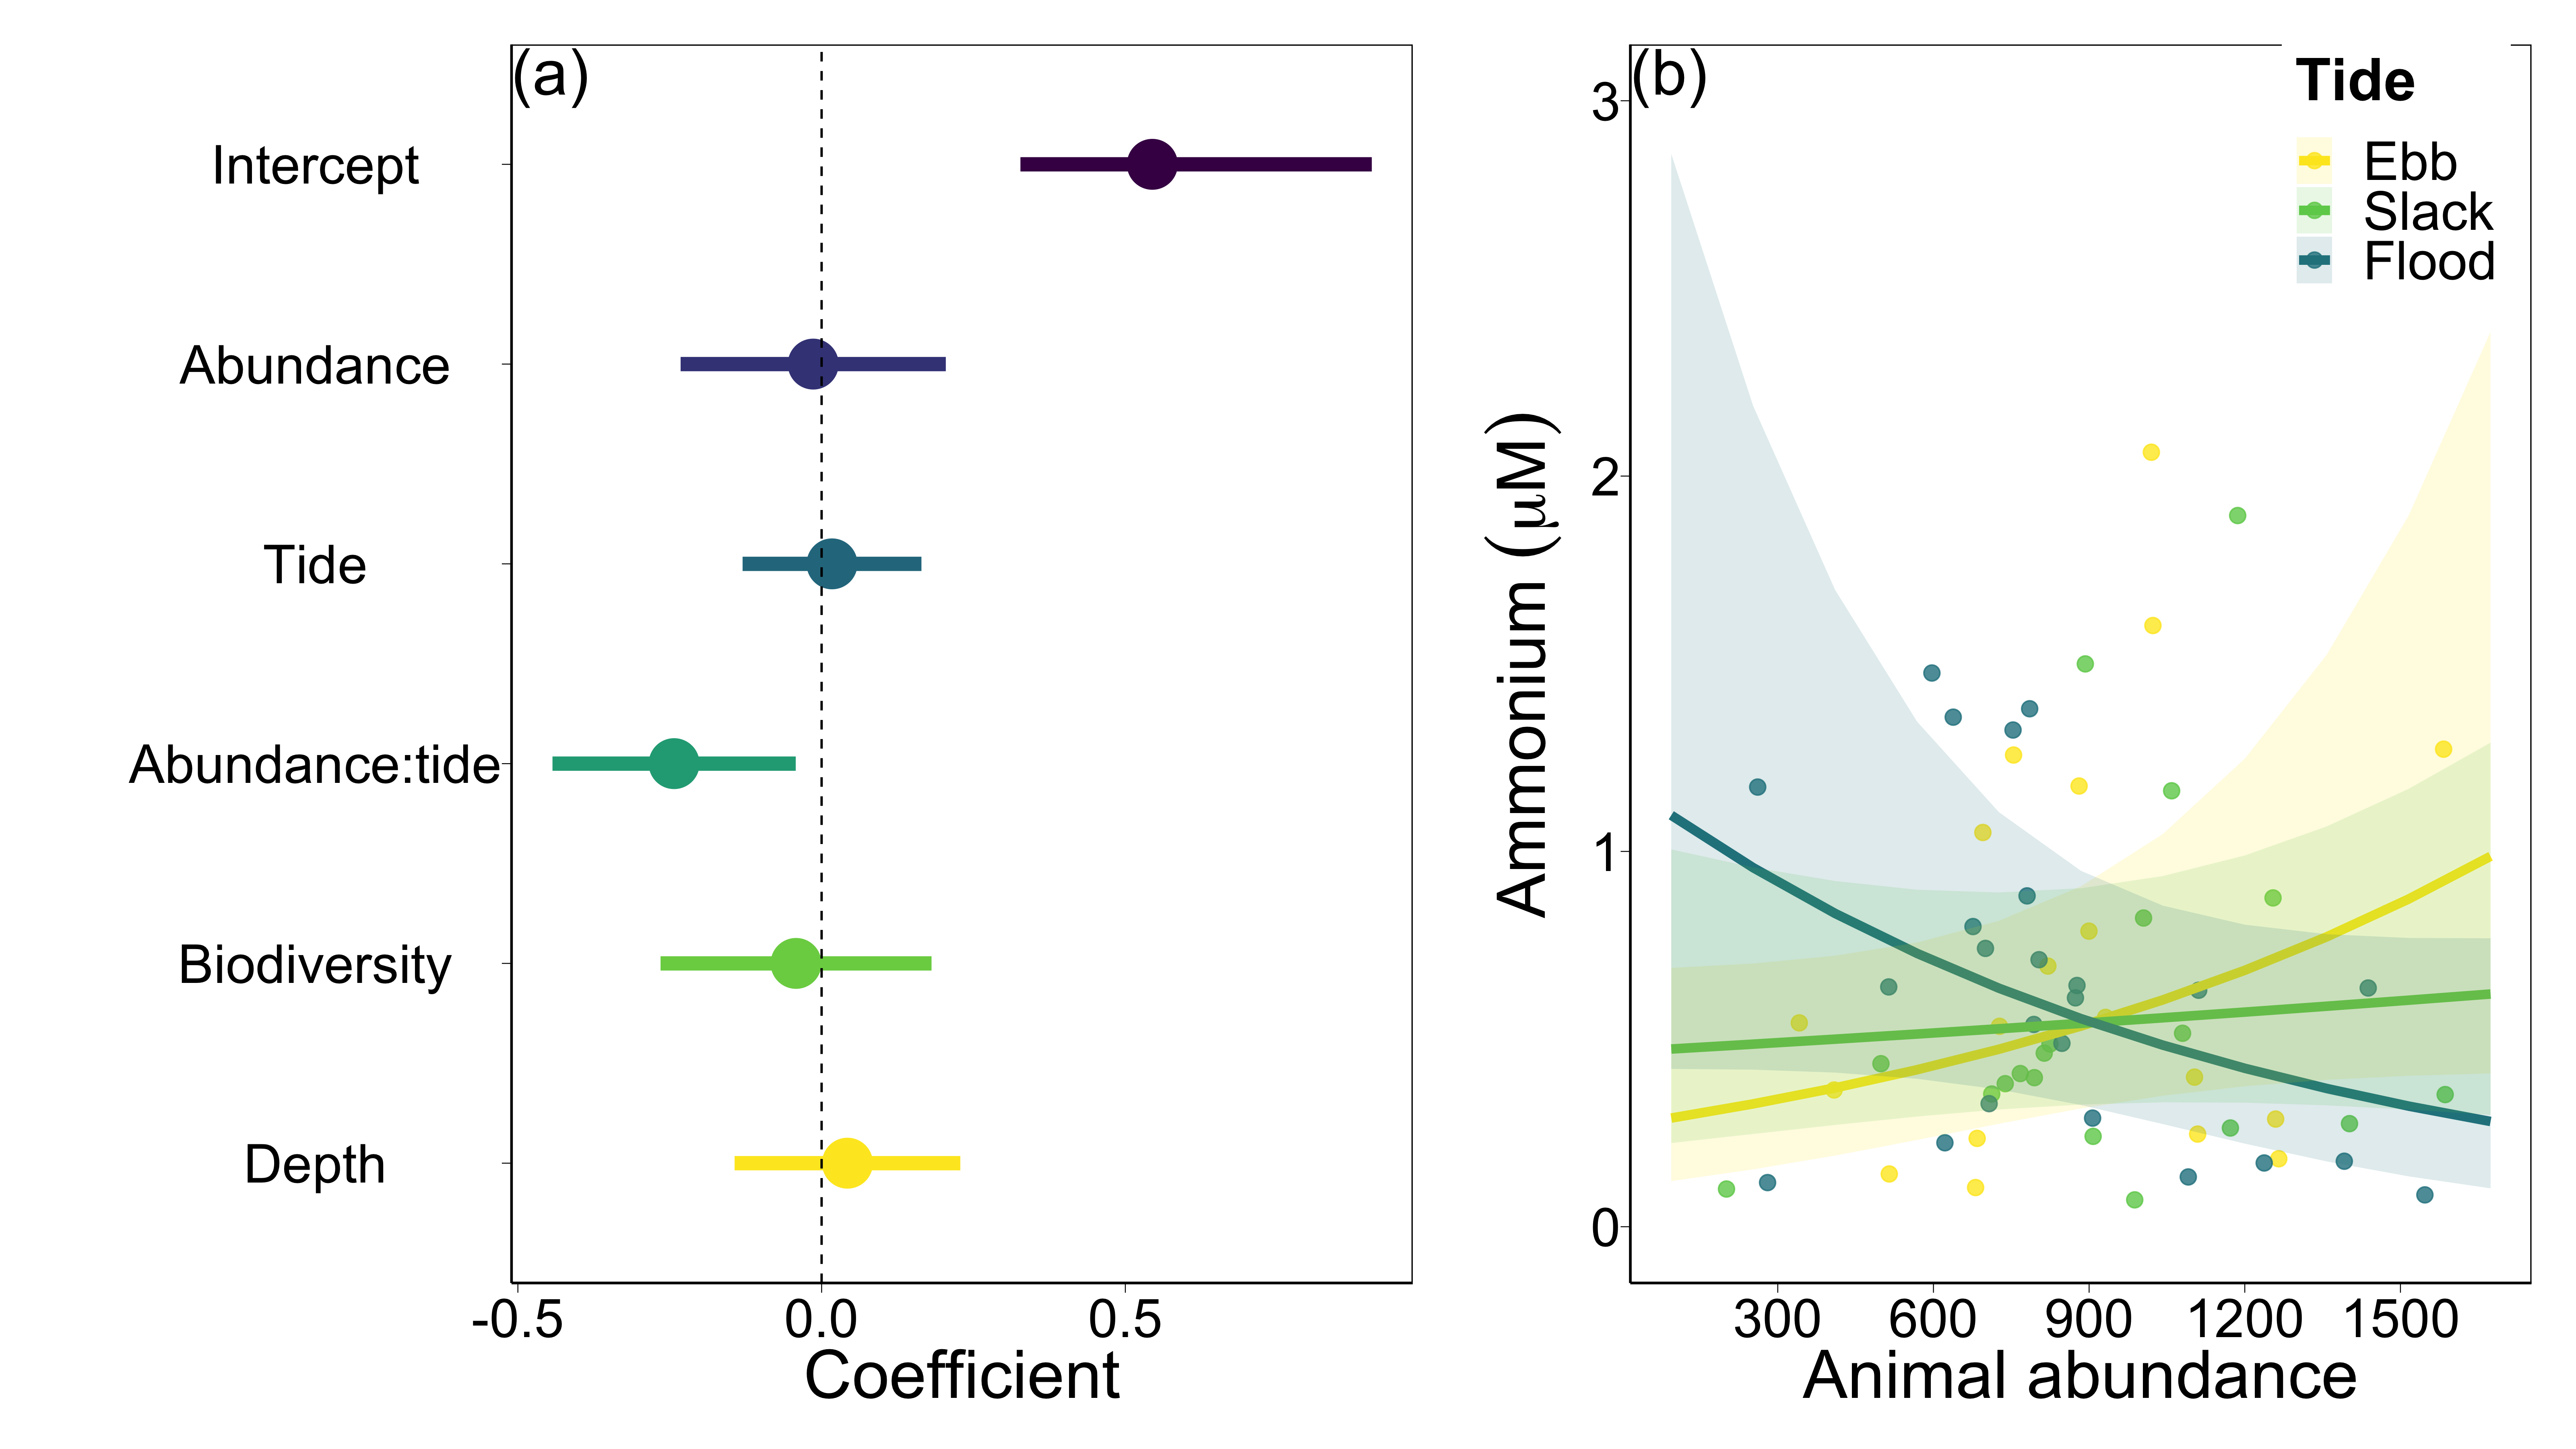 (a)
Intercept
Abundance
Tide
Abundance:tide
Biodiversity
Depth
-0.5 0.0 0.5
Coefficient
(b)
Tide
Ebb
Slack
Flood
3
2
1
0
Ammonium (μM)
300 600 900 1200 1500
Animal abundance